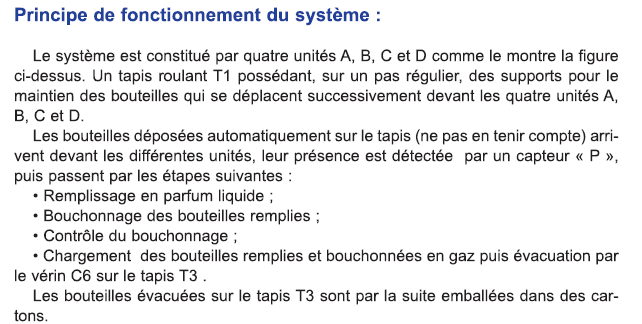 Principe de fonctionnement du système :
Le système est constitué par quatre unités A, B, C et D comme le montre la figure
ci-dessus. Un tapis roulant T1 possédant, sur un pas régulier, des supports pour le
maintien des bouteilles qui se déplacent successivement devant les quatre unités A,
B, C et D.
Les bouteilles déposées automatiquement sur le tapis (ne pas en tenir compte) arri-
vent devant les différentes unités, leur présence est détectée par un capteur « P »,
puis passent par les étapes suivantes :
• Remplissage en parfum liquide ;
• Bouchonnage des bouteilles remplies ;
• Contrôle du bouchonnage ;
• Chargement des bouteilles remplies et bouchonnées en gaz puis évacuation par
le vérin C6 sur le tapis T3 .
Les bouteilles évacuées sur le tapis T3 sont par la suite emballées dans des car-
tons.